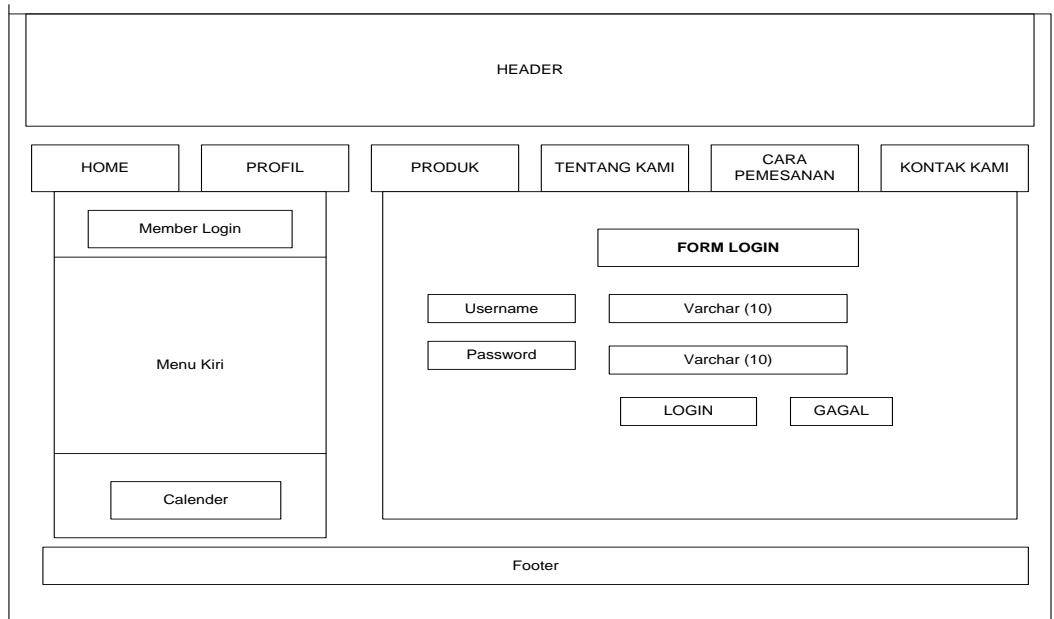 HEADER
HOME
PROFIL
PRODUK
TENTANG KAMI
CARA
PEMESANAN
KONTAK KAMI
Member Login
Menu Kiri
Calender
FORM LOGIN
Username
Varchar (10)
Password
Varchar (10)
LOGIN
GAGAL
Footer